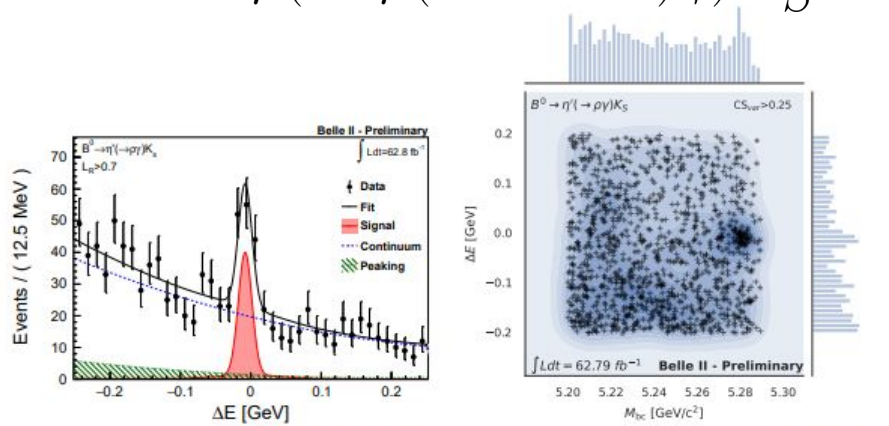 Belle II - Preliminary
B⁰→η'(→ργ)Kₛ
∫ Ldt=62.8 fb⁻¹
L_R>0.7
Data
Fit
Signal
Continuum
Peaking
Events / ( 12.5 MeV )
70
60
50
40
30
20
10
0
−0.2 −0.1 0 0.1 0.2
ΔE [GeV]
B⁰ → η'(→ ργ)K_S
CS_var>0.25
ΔE [GeV]
0.2
0.1
0.0
−0.1
−0.2
∫Ldt = 62.79 fb⁻¹ Belle II - Preliminary
5.20 5.22 5.24 5.26 5.28 5.30
M_bc [GeV/c²]